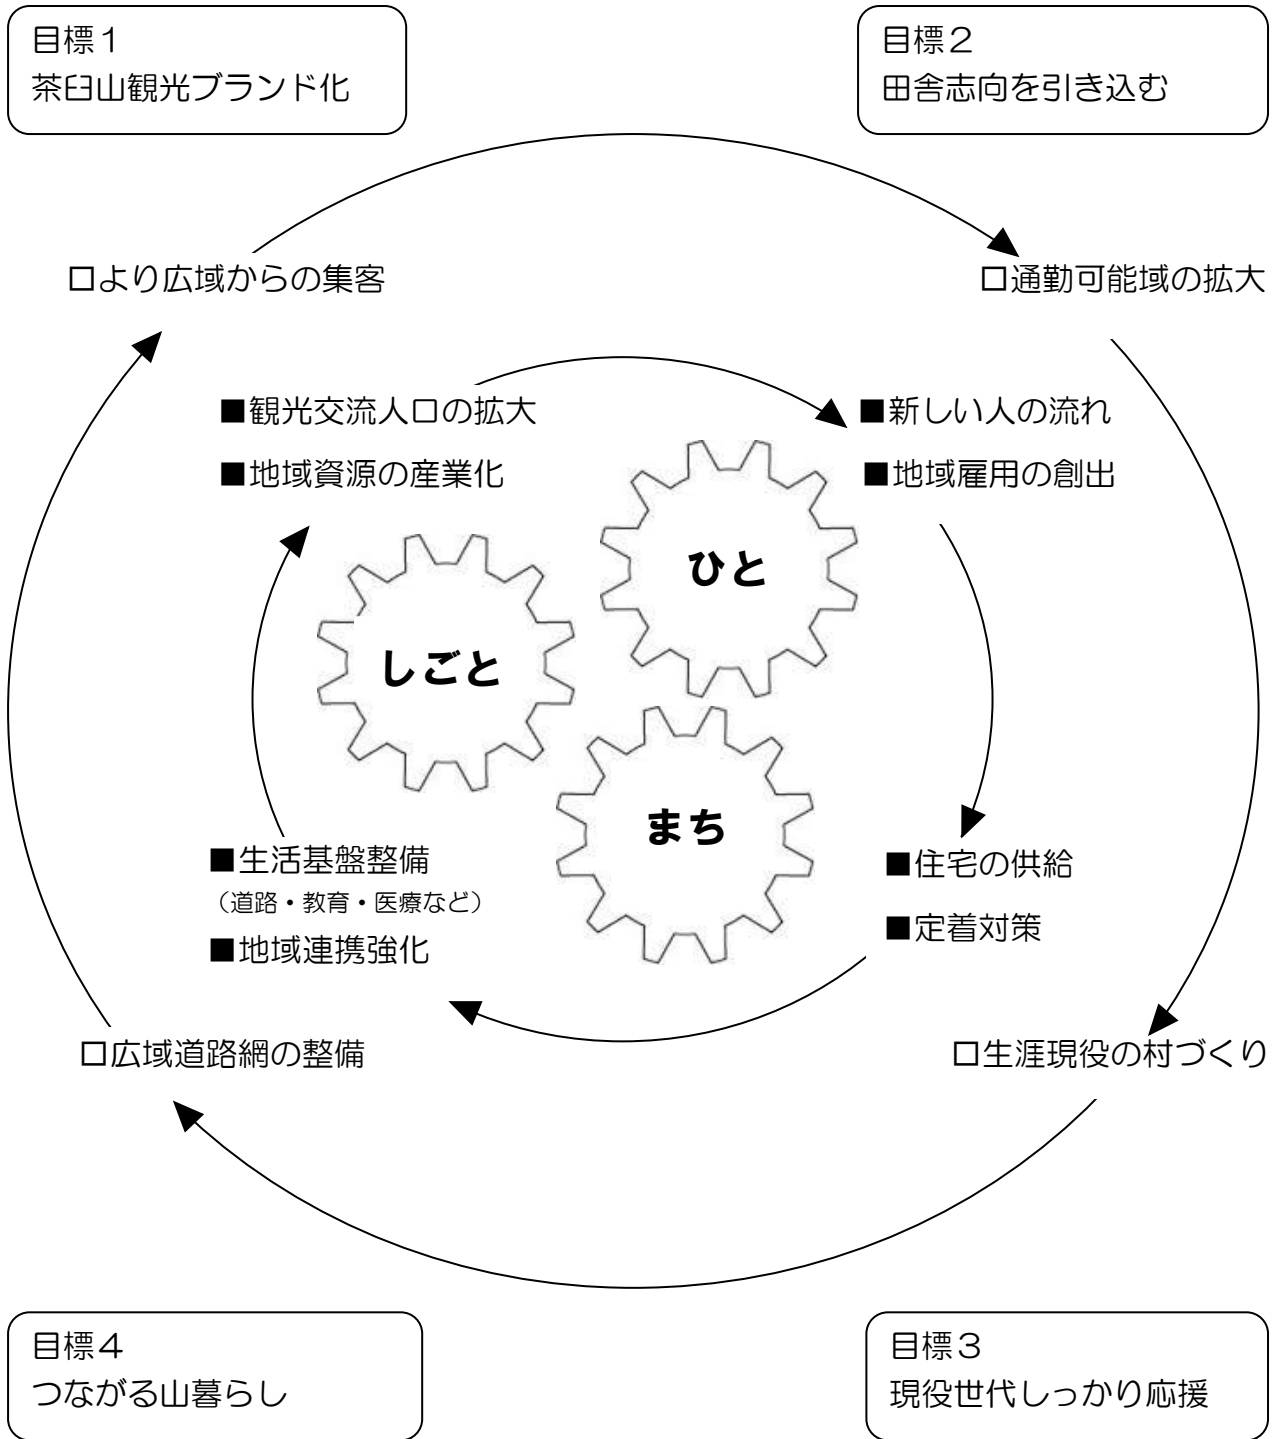 目標１
茶臼山観光ブランド化
目標２
田舎志向を引き込む
□より広域からの集客
□通勤可能域の拡大
■観光交流人口の拡大
■地域資源の産業化
■新しい人の流れ
■地域雇用の創出
ひと
しごと
まち
■生活基盤整備
（道路・教育・医療など）
■地域連携強化
■住宅の供給
■定着対策
□広域道路網の整備
□生涯現役の村づくり
目標４
つながる山暮らし
目標３
現役世代しっかり応援